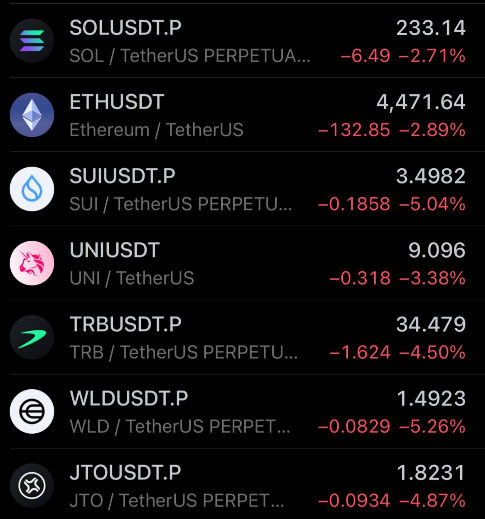 SOLUSDT.P 233.14
SOL / TetherUS PERPETUA... −6.49 −2.71%
ETHUSDT 4,471.64
Ethereum / TetherUS −132.85 −2.89%
SUIUSDT.P 3.4982
SUI / TetherUS PERPETU... −0.1858 −5.04%
UNIUSDT 9.096
UNI / TetherUS −0.318 −3.38%
TRBUSDT.P 34.479
TRB / TetherUS PERPETU... −1.624 −4.50%
WLDUSDT.P 1.4923
WLD / TetherUS PERPET... −0.0829 −5.26%
JTOUSDT.P 1.8231
JTO / TetherUS PERPET... −0.0934 −4.87%